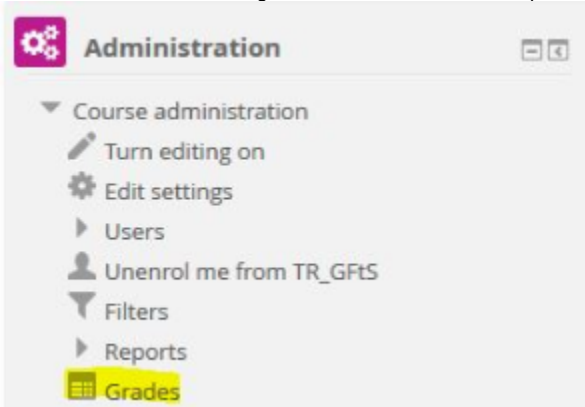 Administration
Course administration
Turn editing on
Edit settings
Users
Unenrol me from TR_GFtS
Filters
Reports
Grades